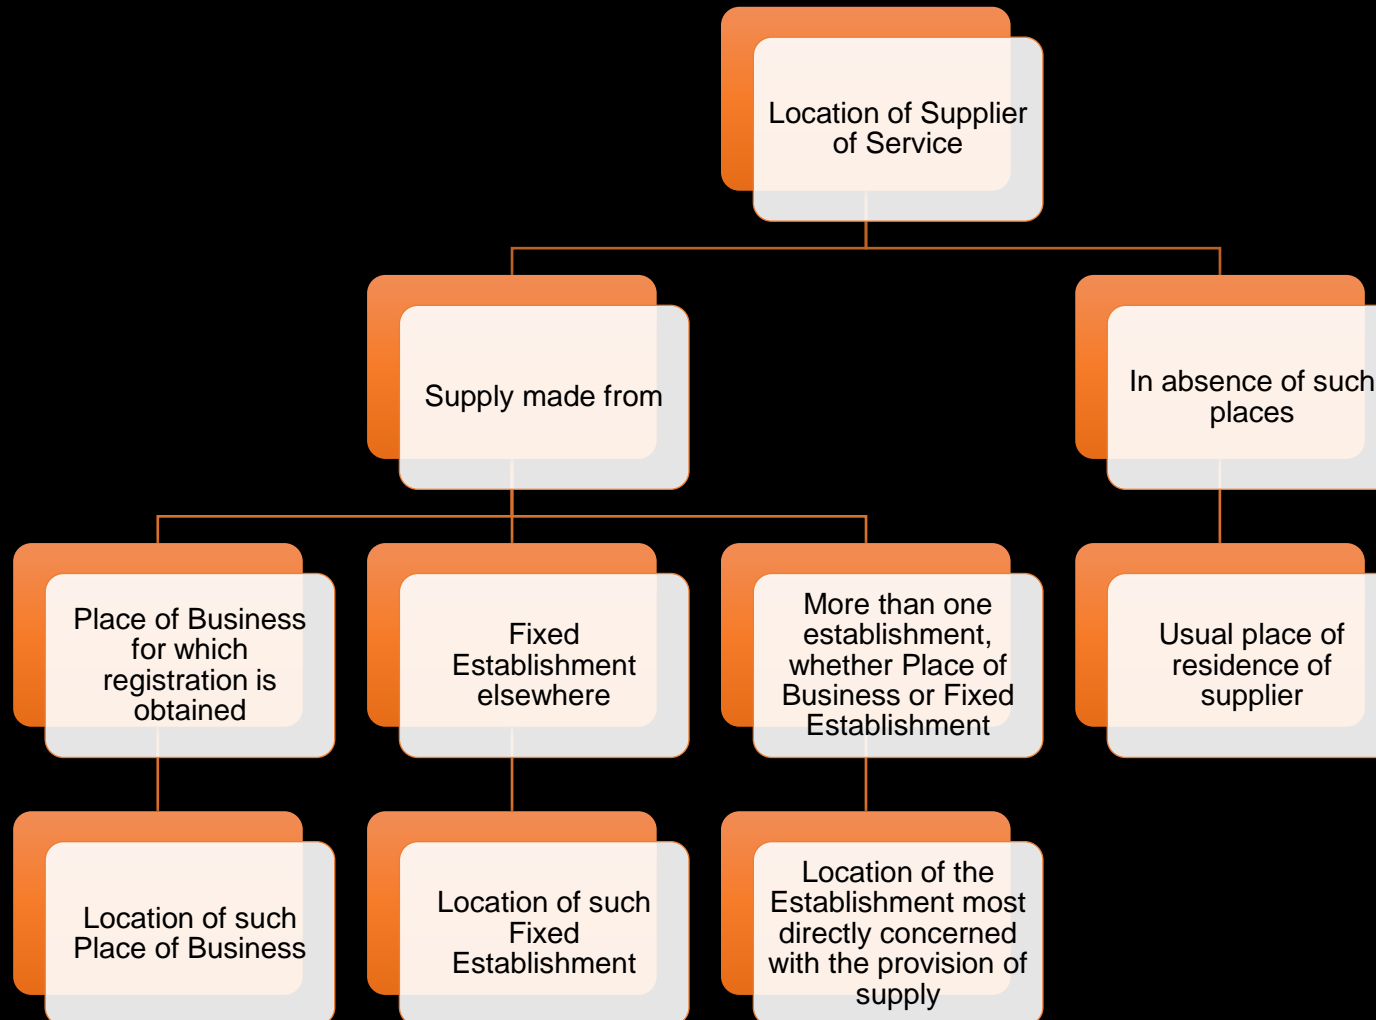 Location of Supplier
of Service
Supply made from
In absence of such
places
Place of Business
for which
registration is
obtained
Fixed
Establishment
elsewhere
More than one
establishment,
whether Place of
Business or Fixed
Establishment
Usual place of
residence of
supplier
Location of such
Place of Business
Location of such
Fixed
Establishment
Location of the
Establishment most
directly concerned
with the provision of
supply